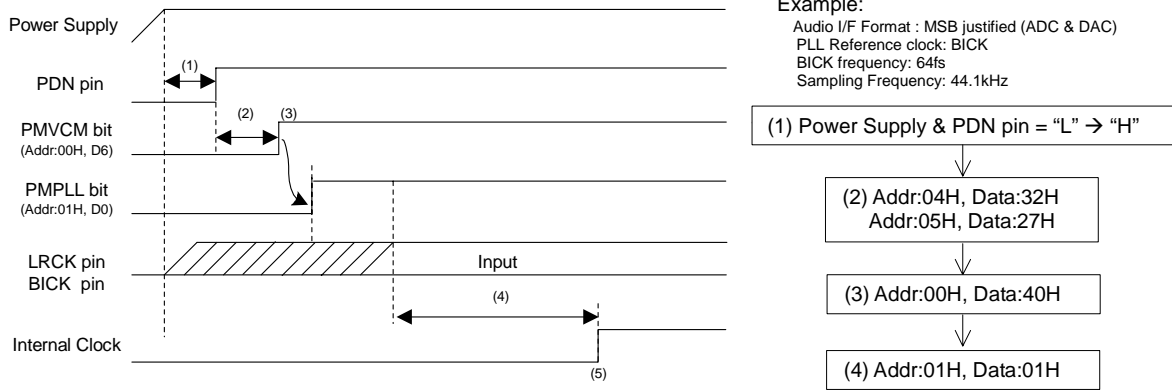 Power Supply
PDN pin
PMVCM bit
(Addr:00H, D6)
PMPLL bit
(Addr:01H, D0)
LRCK pin
BICK pin
Internal Clock
(1)
(2)
(3)
Input
(4)
(5)
Example:
Audio I/F Format : MSB justified (ADC & DAC)
PLL Reference clock: BICK
BICK frequency: 64fs
Sampling Frequency: 44.1kHz
(1) Power Supply & PDN pin = “L” → “H”
(2) Addr:04H, Data:32H
Addr:05H, Data:27H
(3) Addr:00H, Data:40H
(4) Addr:01H, Data:01H